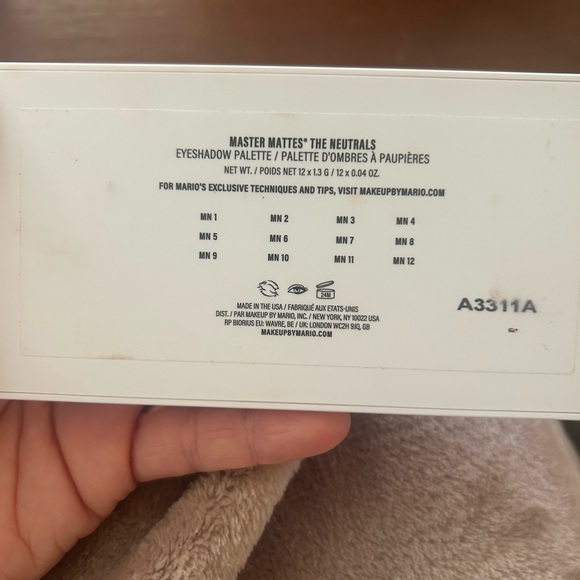 MASTER MATTES® THE NEUTRALS
EYESHADOW PALETTE / PALETTE D'OMBRES À PAUPIÈRES
NET WT. / POIDS NET 12 x 1.3 G / 12 x 0.04 OZ.
FOR MARIO'S EXCLUSIVE TECHNIQUES AND TIPS, VISIT MAKEUPBYMARIO.COM
MN 1 MN 2 MN 3 MN 4
MN 5 MN 6 MN 7 MN 8
MN 9 MN 10 MN 11 MN 12
24M
MADE IN THE USA / FABRIQUÉ AUX ETATS-UNIS
DIST. / PAR MAKEUP BY MARIO, INC. / NEW YORK, NY 10022 USA
RP BIORIUS EU: WAVRE, BE / UK: LONDON WC2H 9JQ, GB
MAKEUPBYMARIO.COM
A3311A